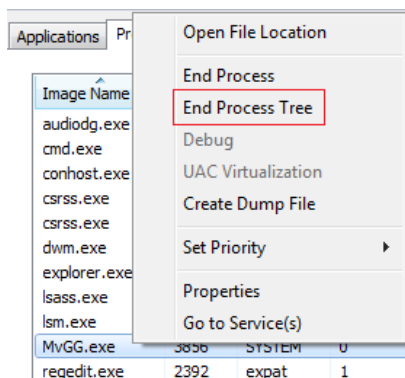 Applications Pr
Open File Location
End Process
End Process Tree
Debug
UAC Virtualization
Create Dump File
Set Priority
Properties
Go to Service(s)
Image Name
audiodg.exe
cmd.exe
conhost.exe
csrss.exe
csrss.exe
dwm.exe
explorer.exe
lsass.exe
lsm.exe
MvGG.exe 3856 SYSTEM 0
regedit.exe 2392 expat 1